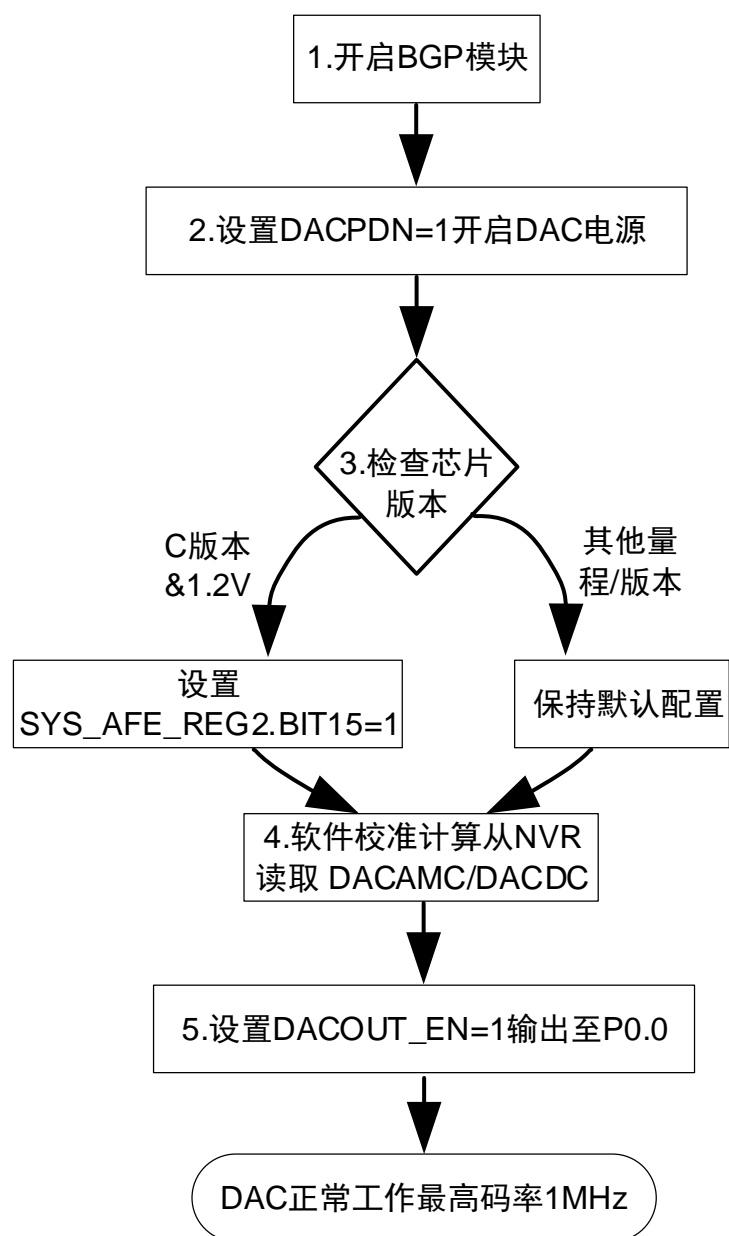 1.开启BGP模块
2.设置DACPDN=1开启DAC电源
3.检查芯片
版本
C版本
&1.2V
其他量
程/版本
设置
SYS_AFE_REG2.BIT15=1
保持默认配置
4.软件校准计算从NVR
读取 DACAMC/DACDC
5.设置DACOUT_EN=1输出至P0.0
DAC正常工作最高码率1MHz